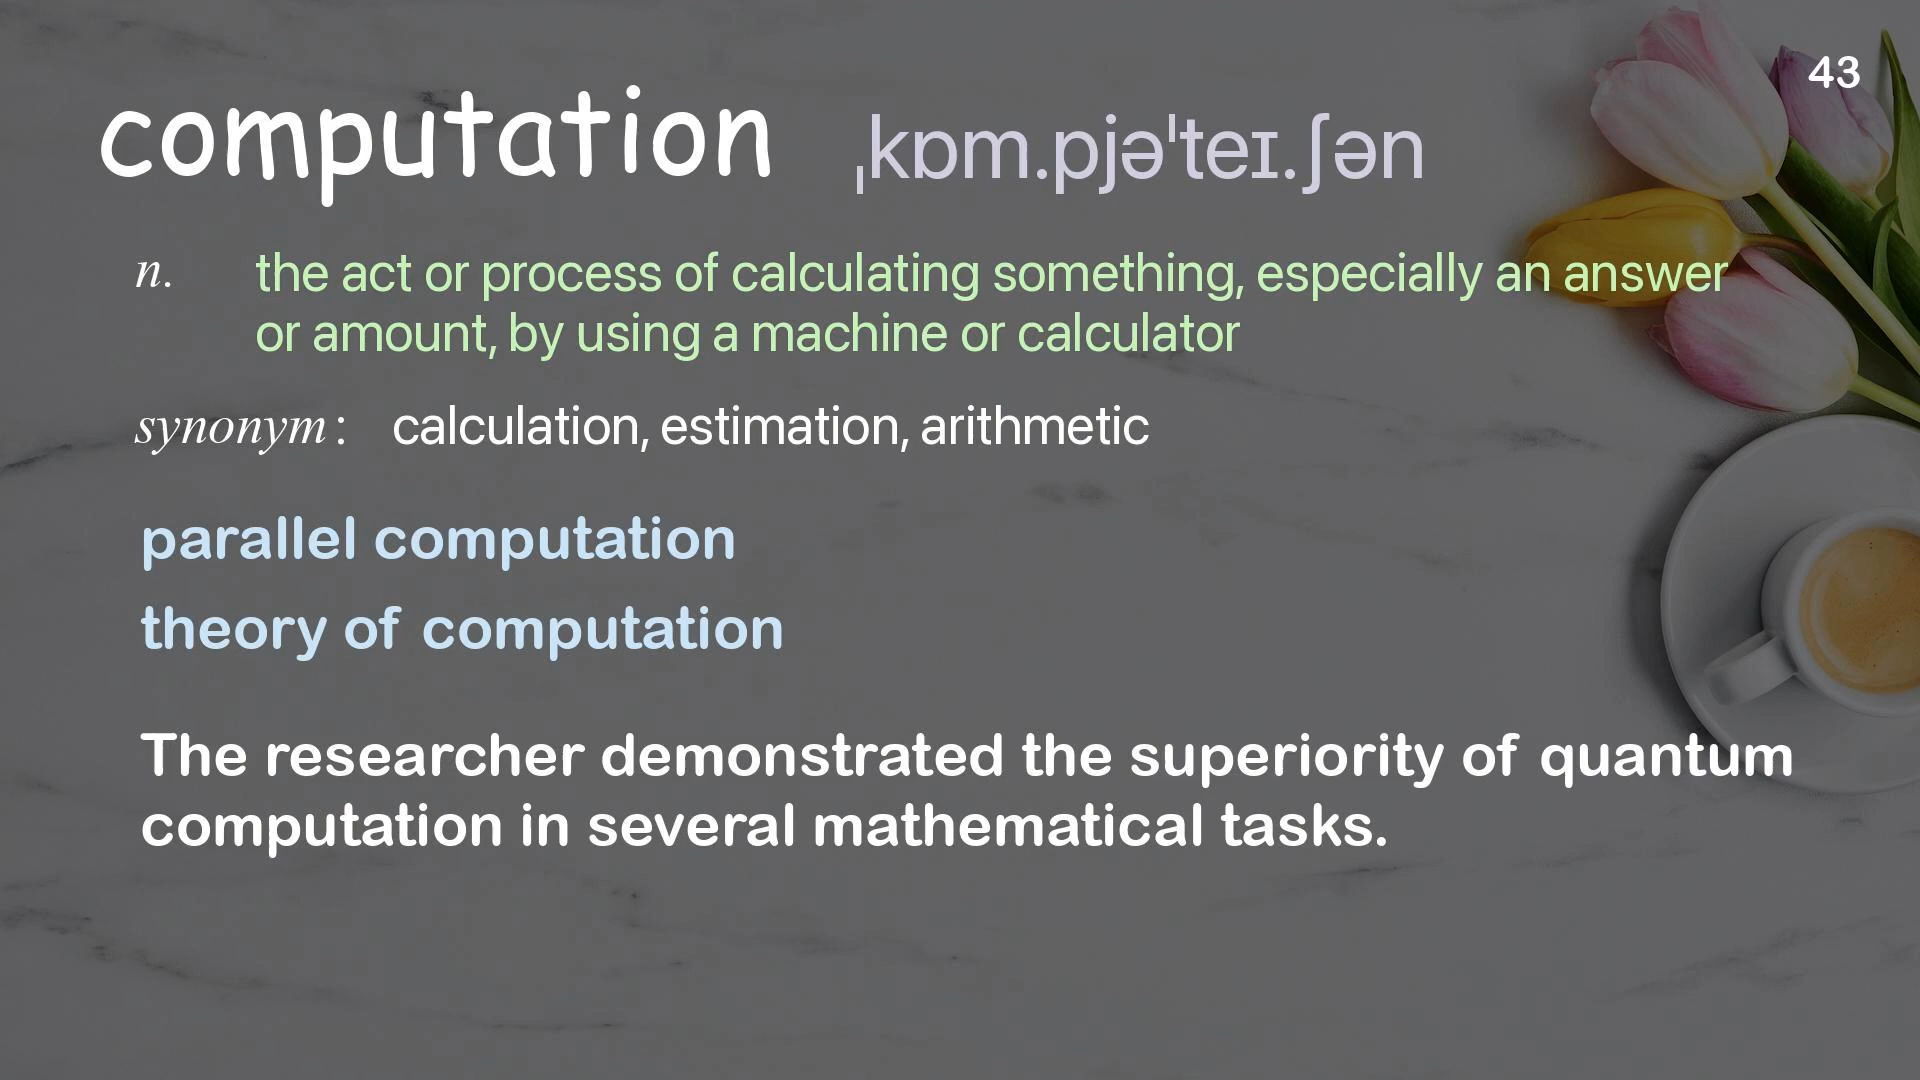 43
computation ˌkɒm.pjəˈteɪ.ʃən
n. the act or process of calculating something, especially an answer
or amount, by using a machine or calculator
synonym : calculation, estimation, arithmetic
parallel computation
theory of computation
The researcher demonstrated the superiority of quantum
computation in several mathematical tasks.